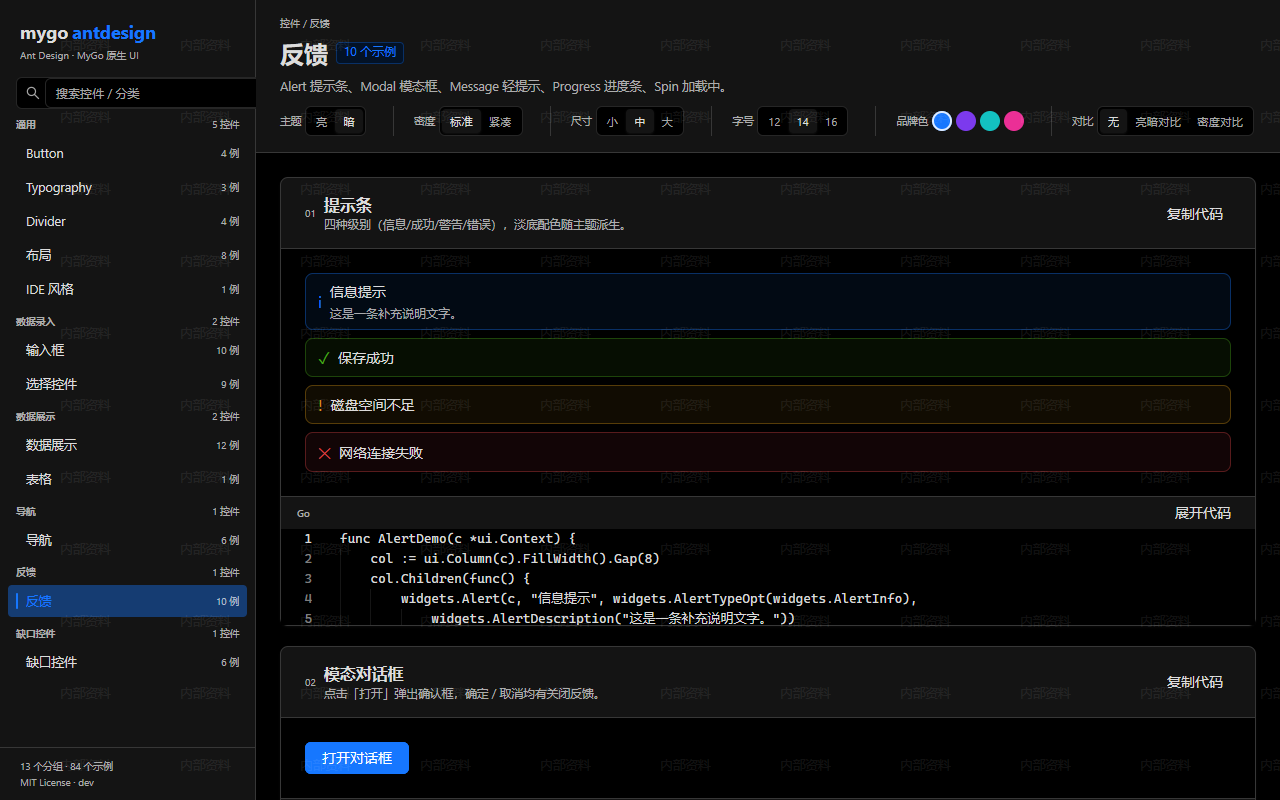 mygo antdesign
Ant Design · MyGo 原生 UI
搜索控件 / 分类
通用 5 控件
Button 4 例
Typography 3 例
Divider 4 例
布局 8 例
IDE 风格 1 例
数据录入 2 控件
输入框 10 例
选择控件 9 例
数据展示 2 控件
数据展示 12 例
表格 1 例
导航 1 控件
导航 6 例
反馈 1 控件
反馈 10 例
缺口控件 1 控件
缺口控件 6 例
13 个分组 · 84 个示例
MIT License · dev
控件 / 反馈
反馈 10 个示例
Alert 提示条、Modal 模态框、Message 轻提示、Progress 进度条、Spin 加载中。
主题 亮 暗 密度 标准 紧凑 尺寸 小 中 大 字号 12 14 16 品牌色 对比 无 亮暗对比 密度对比
01 提示条
四种级别（信息/成功/警告/错误），淡底配色随主题派生。
复制代码
信息提示
这是一条补充说明文字。
保存成功
磁盘空间不足
网络连接失败
Go 展开代码
1 func AlertDemo(c *ui.Context) {
2 col := ui.Column(c).FillWidth().Gap(8)
3 col.Children(func() {
4 widgets.Alert(c, "信息提示", widgets.AlertTypeOpt(widgets.AlertInfo),
5 widgets.AlertDescription("这是一条补充说明文字。"))
02 模态对话框
点击「打开」弹出确认框，确定 / 取消均有关闭反馈。
复制代码
打开对话框
内部资料